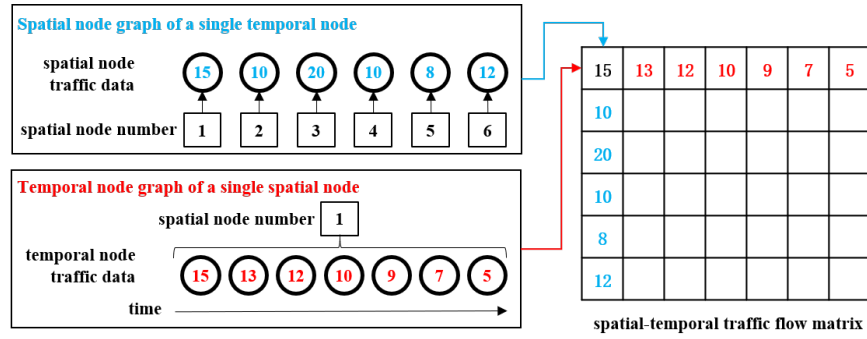 Spatial node graph of a single temporal node
spatial node
traffic data
15 10 20 10 8 12
spatial node number 1 2 3 4 5 6
Temporal node graph of a single spatial node
spatial node number 1
temporal node
traffic data
15 13 12 10 9 7 5
time
15 13 12 10 9 7 5
10
20
10
8
12
spatial-temporal traffic flow matrix